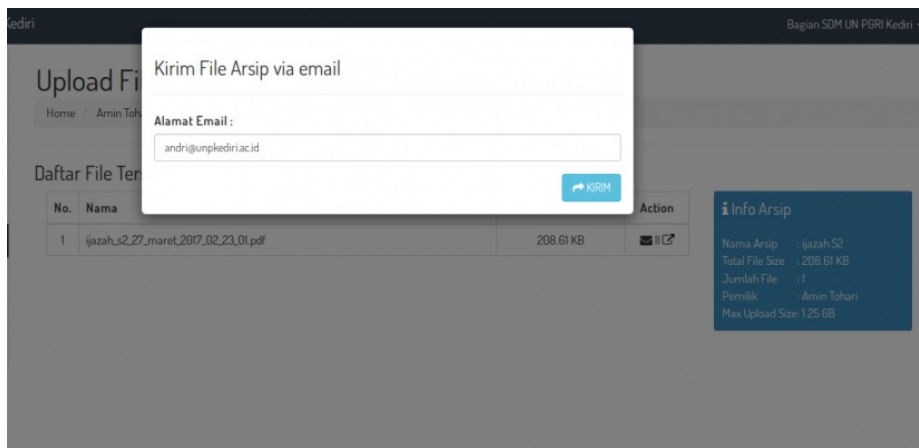 Kediri
Bagian SDM UN PGRI Kediri
Kirim File Arsip via email
Upload Fi
Home / Amin Toh
Alamat Email :
andri@unpkediri.ac.id
KIRIM
Daftar File Ter
No. Nama Action
1 ijazah_s2_27_maret_2017_02_23_01.pdf 208.61 KB
Info Arsip
Nama Arsip : ijazah S2
Total File Size : 208.61 KB
Jumlah File : 1
Pemilik : Amin Tohari
Max Upload Size: 1.25 GB